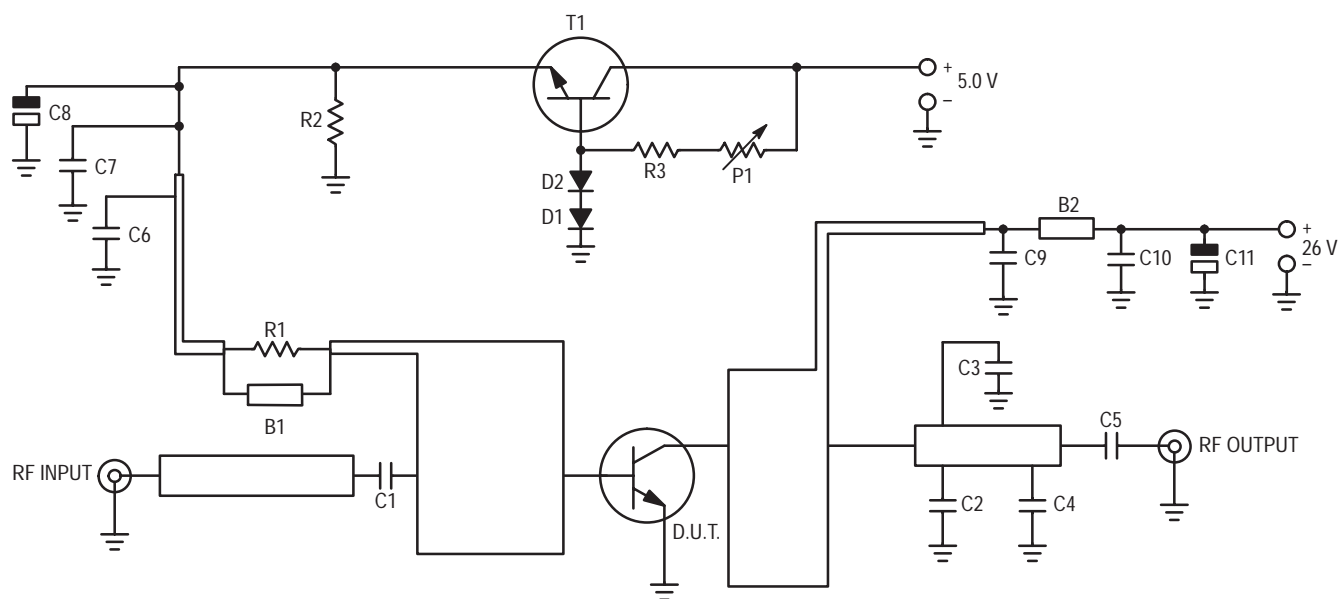 T1
+
5.0 V
–
C8
R2
C7
R3
P1
D2
D1
C6
B2
+
26 V
–
C9
C10
C11
R1
B1
C3
C5
RF INPUT
RF OUTPUT
C1
C2
C4
D.U.T.